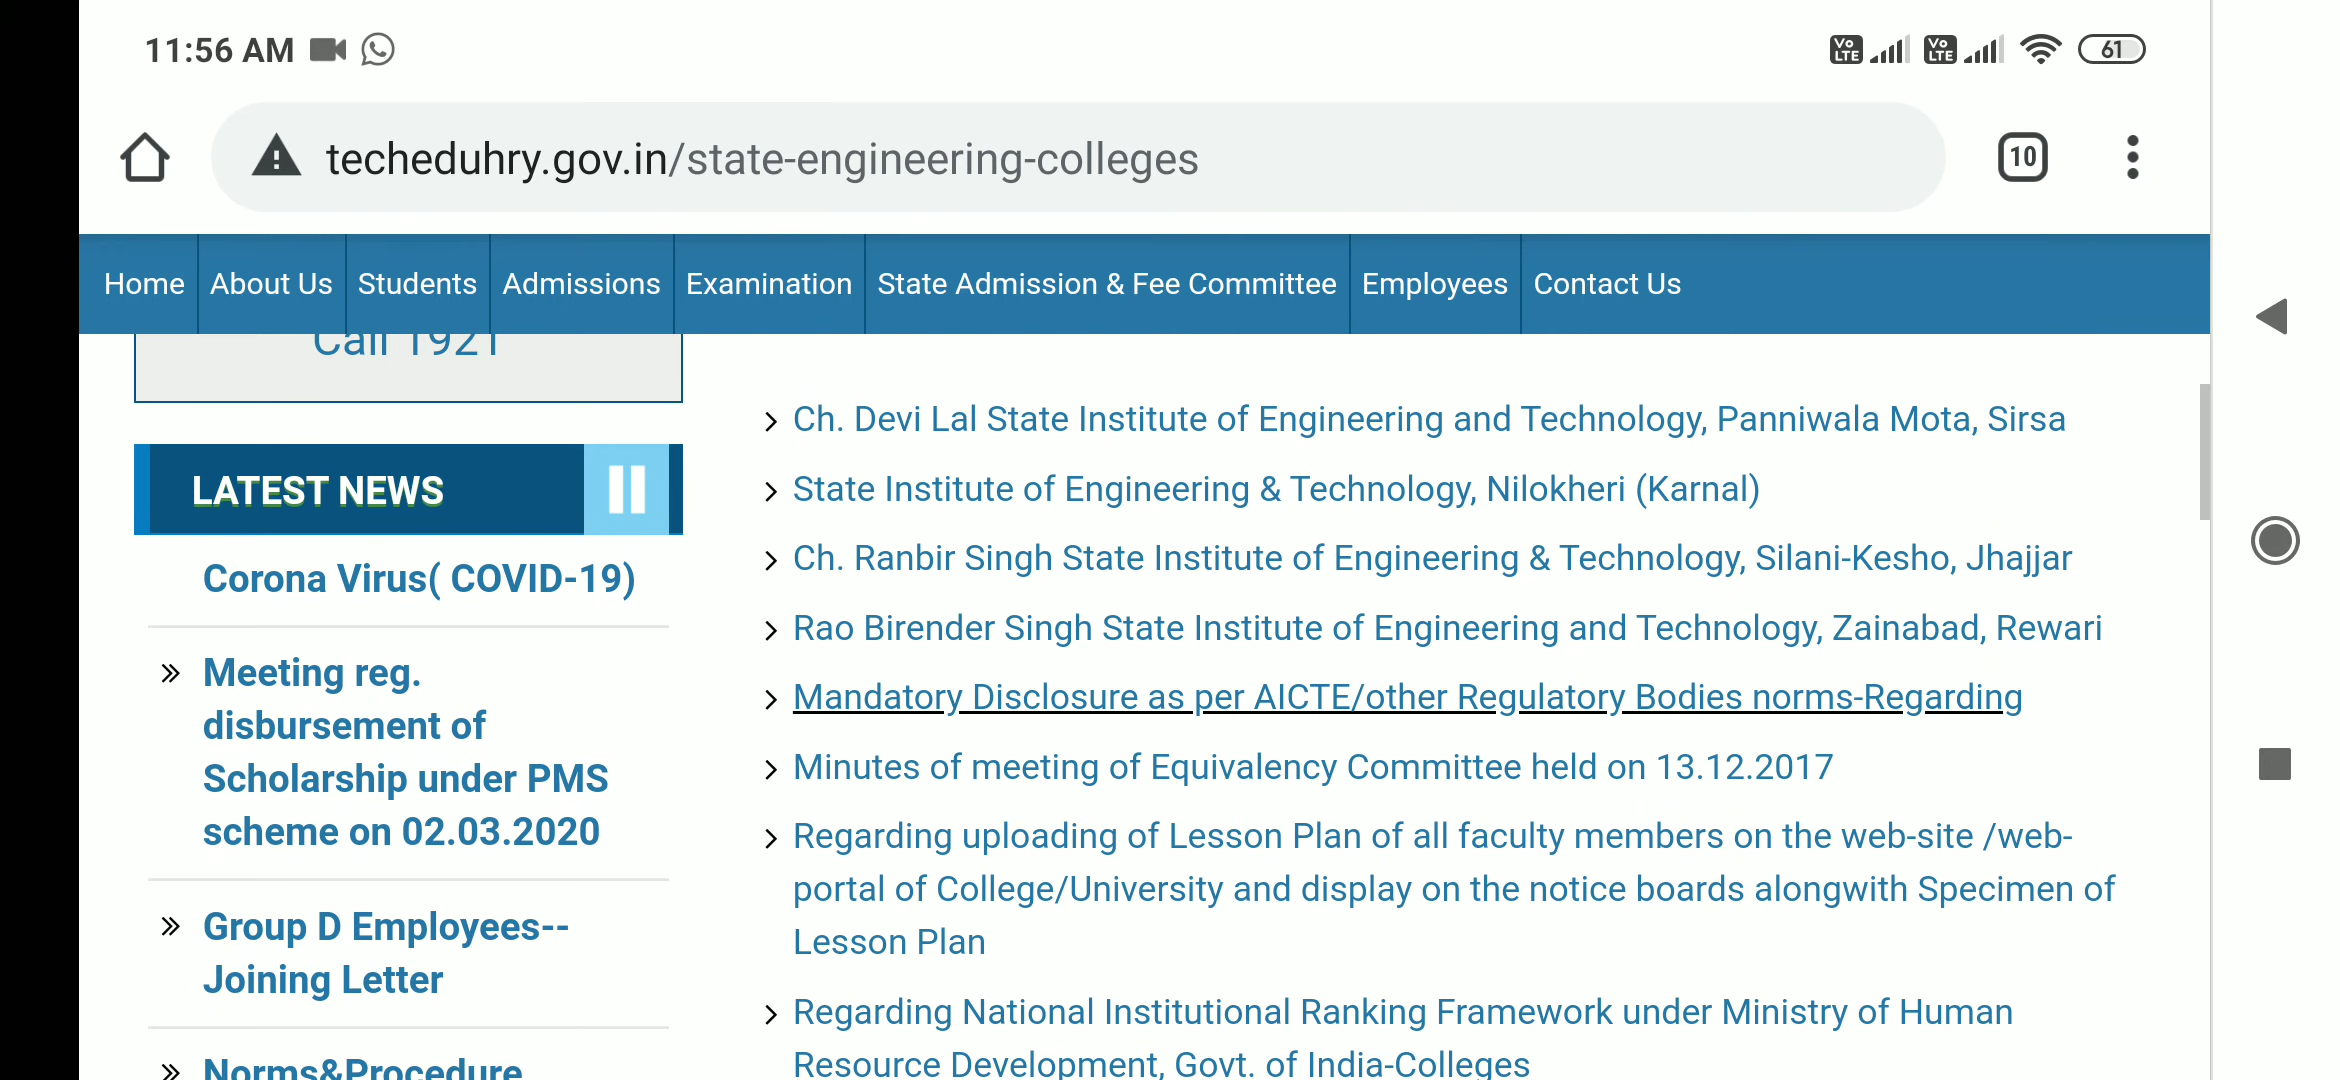 11:56 AM
Vo LTE
Vo LTE
61
techeduhry.gov.in/state-engineering-colleges
10
Home
About Us
Students
Admissions
Examination
State Admission & Fee Committee
Employees
Contact Us
Call 1921
LATEST NEWS
Corona Virus( COVID-19)
Meeting reg.
disbursement of
Scholarship under PMS
scheme on 02.03.2020
Group D Employees--
Joining Letter
Norms&Procedure
Ch. Devi Lal State Institute of Engineering and Technology, Panniwala Mota, Sirsa
State Institute of Engineering & Technology, Nilokheri (Karnal)
Ch. Ranbir Singh State Institute of Engineering & Technology, Silani-Kesho, Jhajjar
Rao Birender Singh State Institute of Engineering and Technology, Zainabad, Rewari
Mandatory Disclosure as per AICTE/other Regulatory Bodies norms-Regarding
Minutes of meeting of Equivalency Committee held on 13.12.2017
Regarding uploading of Lesson Plan of all faculty members on the web-site /web-
portal of College/University and display on the notice boards alongwith Specimen of
Lesson Plan
Regarding National Institutional Ranking Framework under Ministry of Human
Resource Development, Govt. of India-Colleges